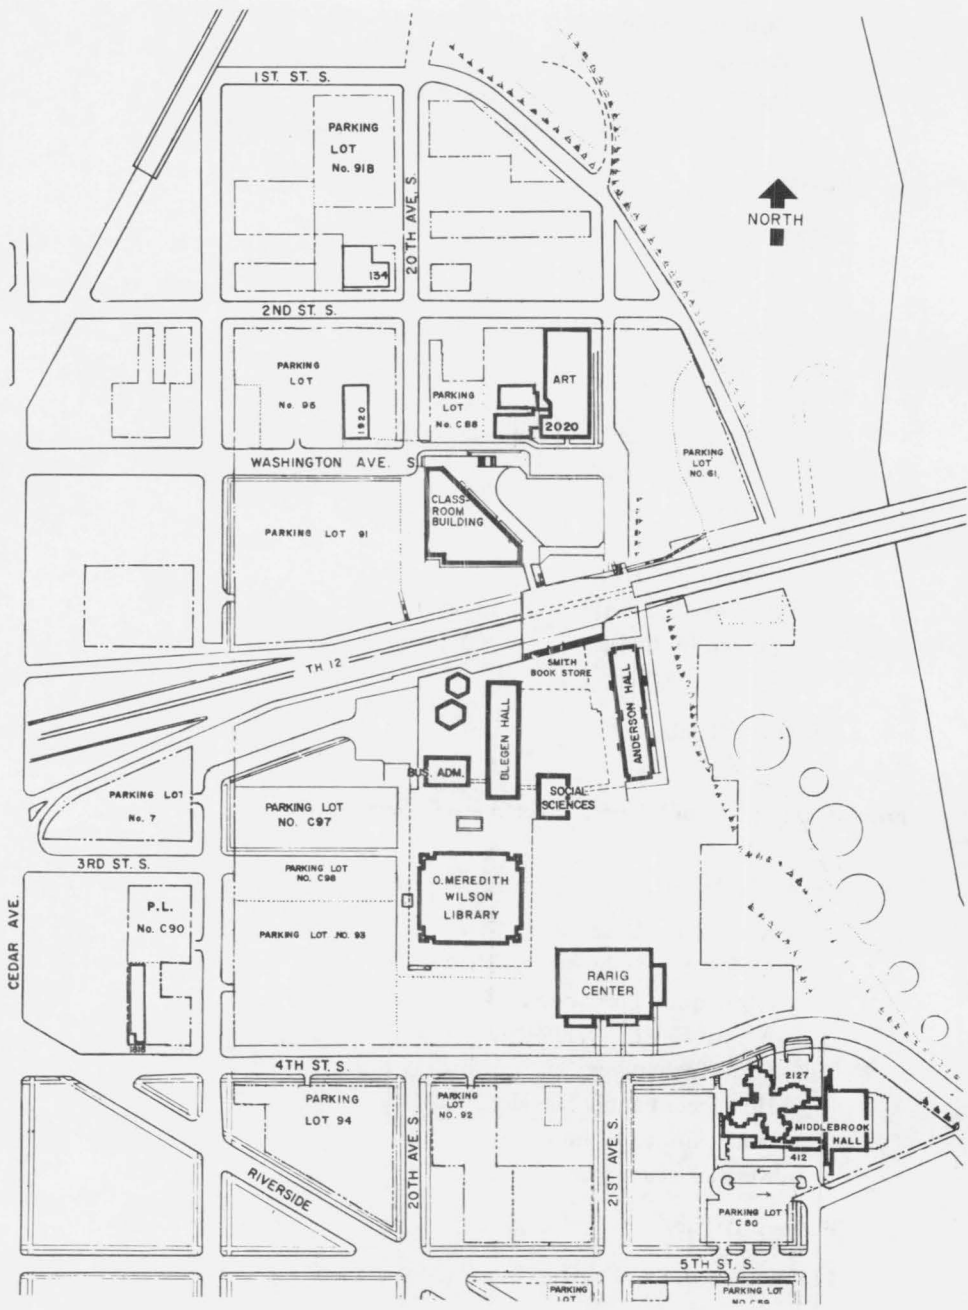 1ST. ST. S.
PARKING
LOT
No. 91B
20TH AVE. S.
NORTH
134
2ND ST. S.
PARKING
LOT
No. 95
1920
PARKING
LOT
No. C88
ART
2020
WASHINGTON AVE. S.
PARKING
LOT
NO. 61
CLASS-
ROOM
BUILDING
PARKING LOT 91
TH 12
SMITH
BOOK STORE
BLEGEN HALL
ANDERSON HALL
BUS. ADM.
SOCIAL
SCIENCES
PARKING LOT
No. 7
PARKING LOT
NO. C97
3RD ST. S.
PARKING LOT
NO. C98
O. MEREDITH
WILSON
LIBRARY
P.L.
No. C90
CEDAR AVE.
PARKING LOT NO. 93
RARIG
CENTER
4TH ST. S.
2127
PARKING
LOT 94
PARKING
LOT
NO. 92
MIDDLEBROOK
HALL
412
RIVERSIDE
20TH AVE. S.
21ST AVE. S.
PARKING LOT
C 80
5TH ST. S.
PARKING
LOT
PARKING LOT